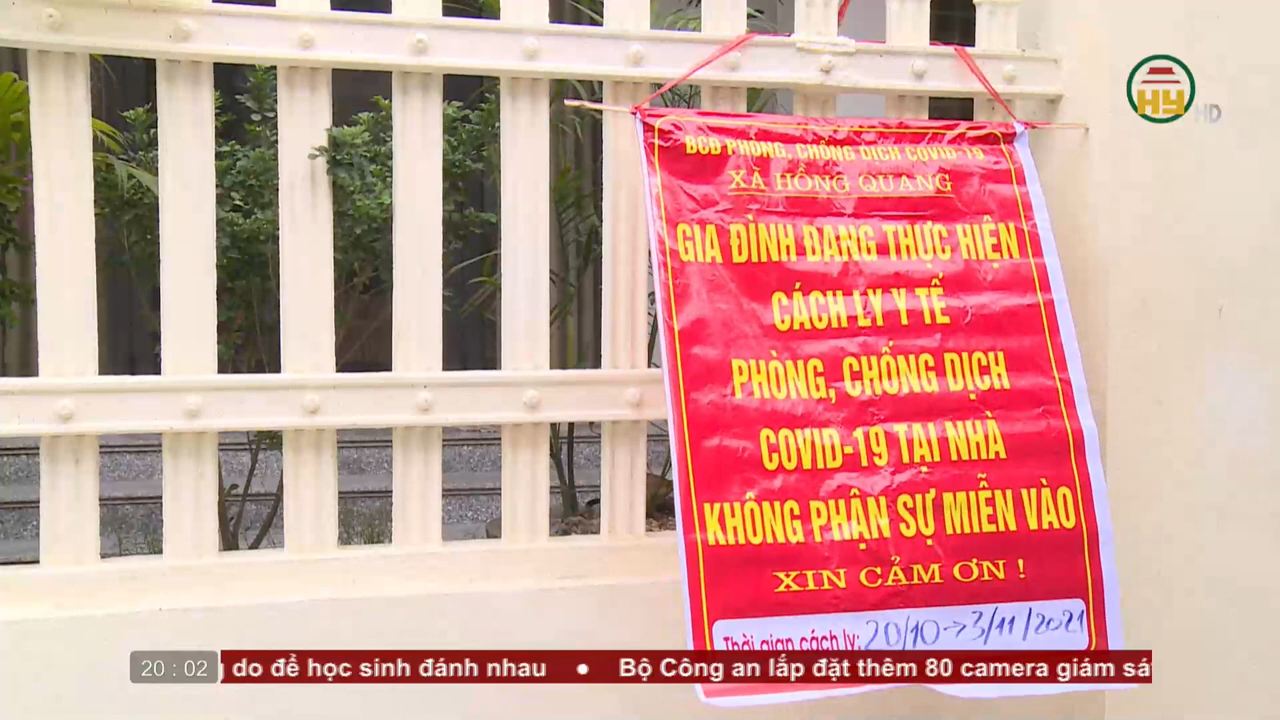 HY HD
BCĐ PHÒNG, CHỐNG DỊCH COVID-19
XÃ HỒNG QUANG
GIA ĐÌNH ĐANG THỰC HIỆN
CÁCH LY Y TẾ
PHÒNG, CHỐNG DỊCH
COVID-19 TẠI NHÀ
KHÔNG PHẬN SỰ MIỄN VÀO
XIN CẢM ƠN !
Thời gian cách ly: 20/10→3/11/2021
20 : 02 do để học sinh đánh nhau ● Bộ Công an lắp đặt thêm 80 camera giám sá